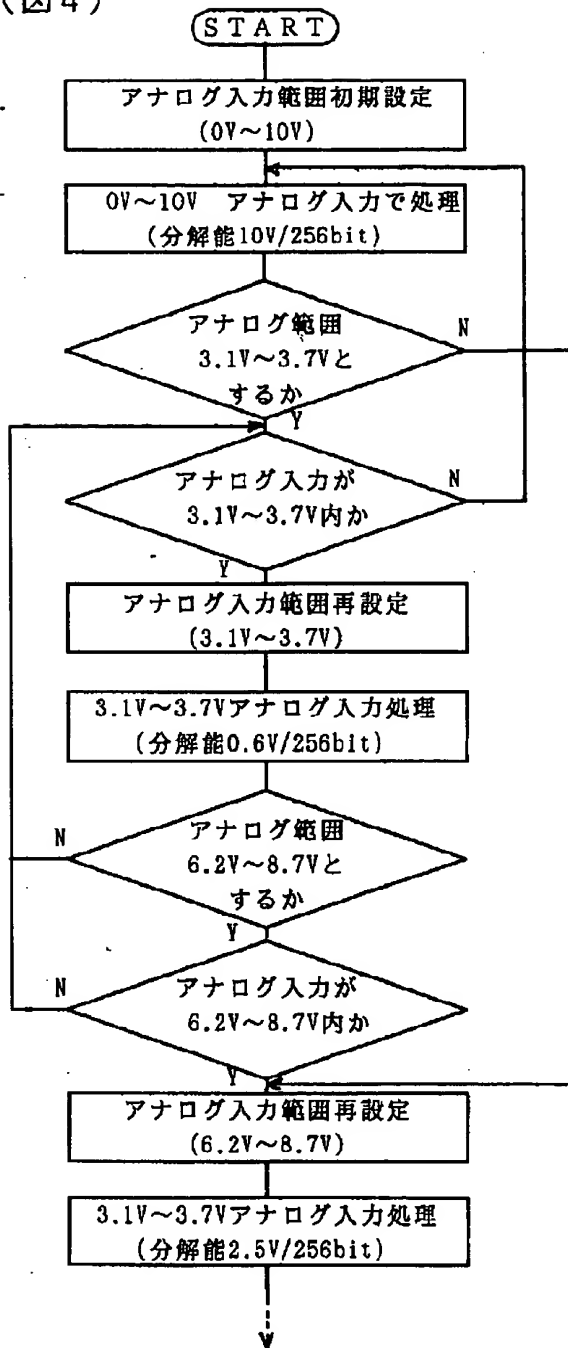 (図4)
START
アナログ入力範囲初期設定
(0V～10V)
0V～10V アナログ入力で処理
(分解能10V/256bit)
アナログ範囲
3.1V～3.7Vと
するか
N
Y
アナログ入力が
3.1V～3.7V内か
N
Y
アナログ入力範囲再設定
(3.1V～3.7V)
3.1V～3.7Vアナログ入力処理
(分解能0.6V/256bit)
アナログ範囲
6.2V～8.7Vと
するか
N
Y
アナログ入力が
6.2V～8.7V内か
N
Y
アナログ入力範囲再設定
(6.2V～8.7V)
3.1V～3.7Vアナログ入力処理
(分解能2.5V/256bit)